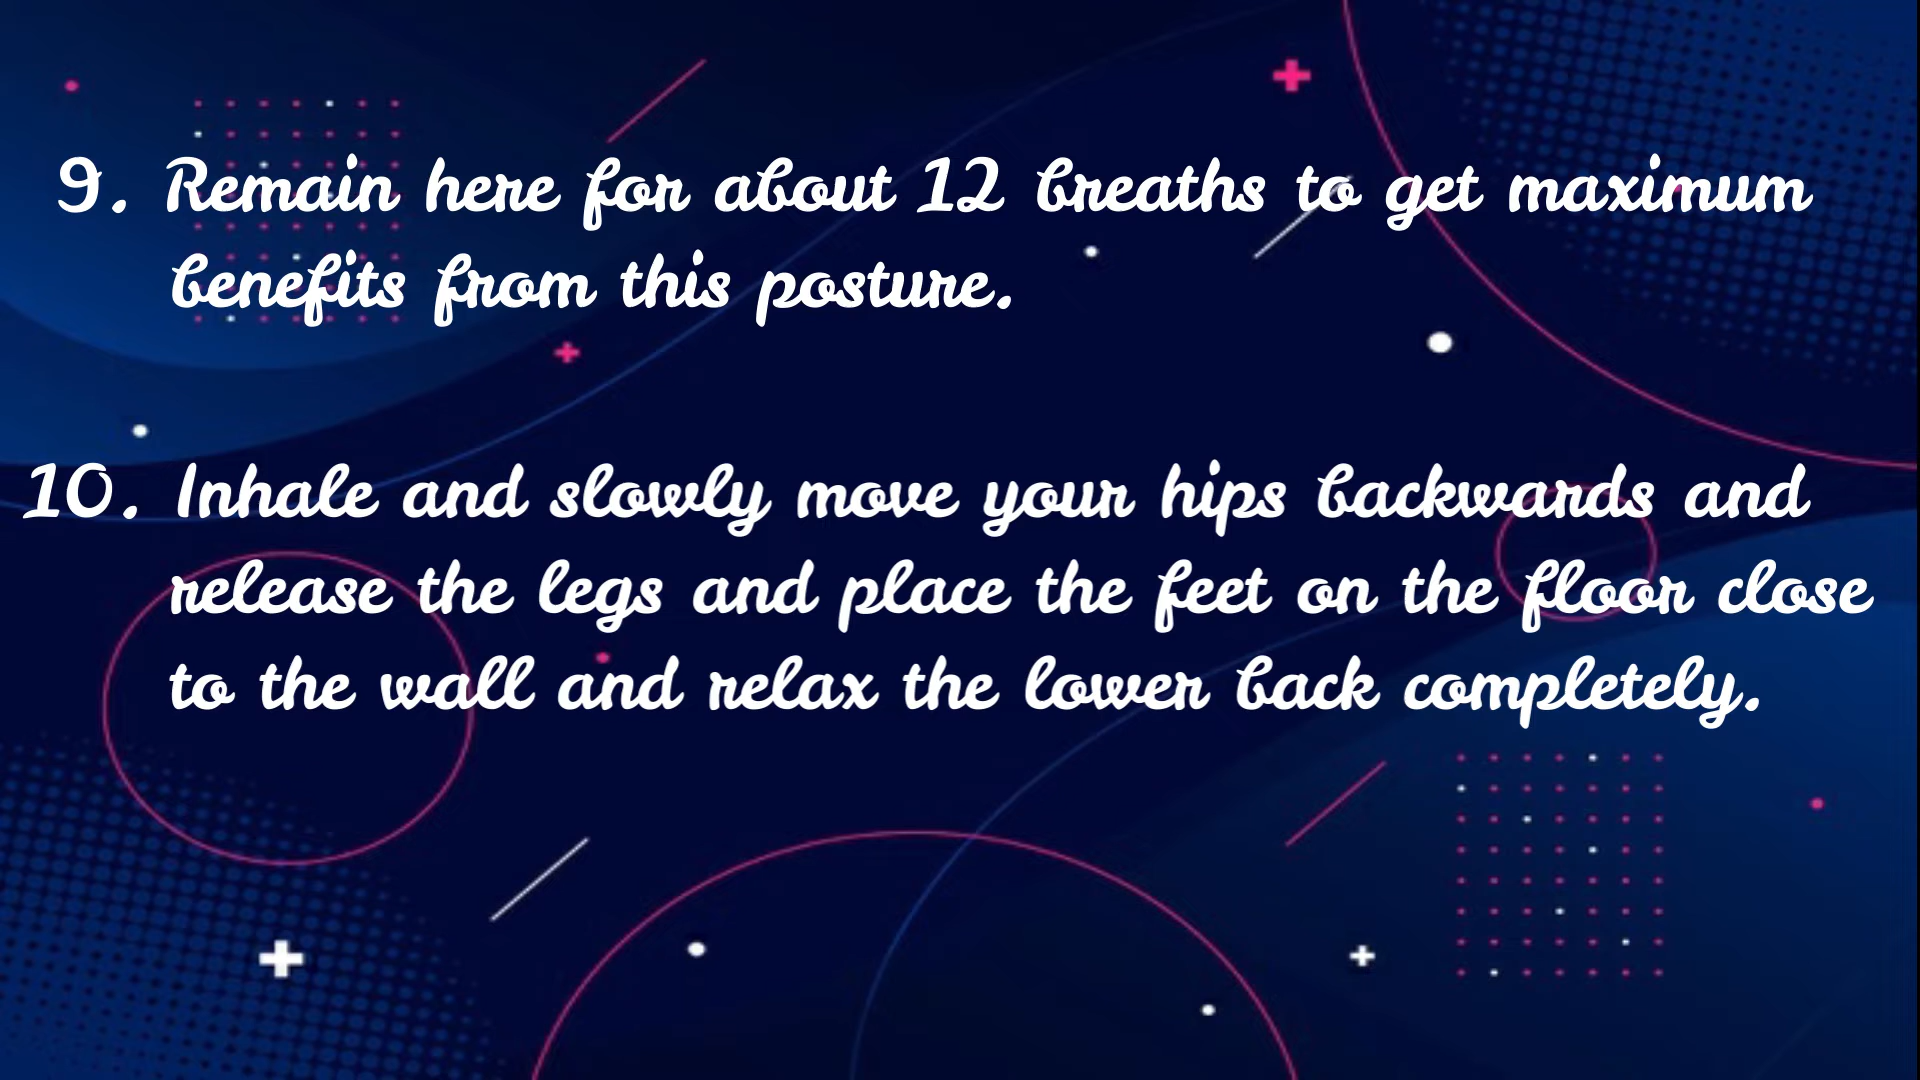 9. Remain here for about 12 breaths to get maximum
benefits from this posture.
10. Inhale and slowly move your hips backwards and
release the legs and place the feet on the floor close
to the wall and relax the lower back completely.